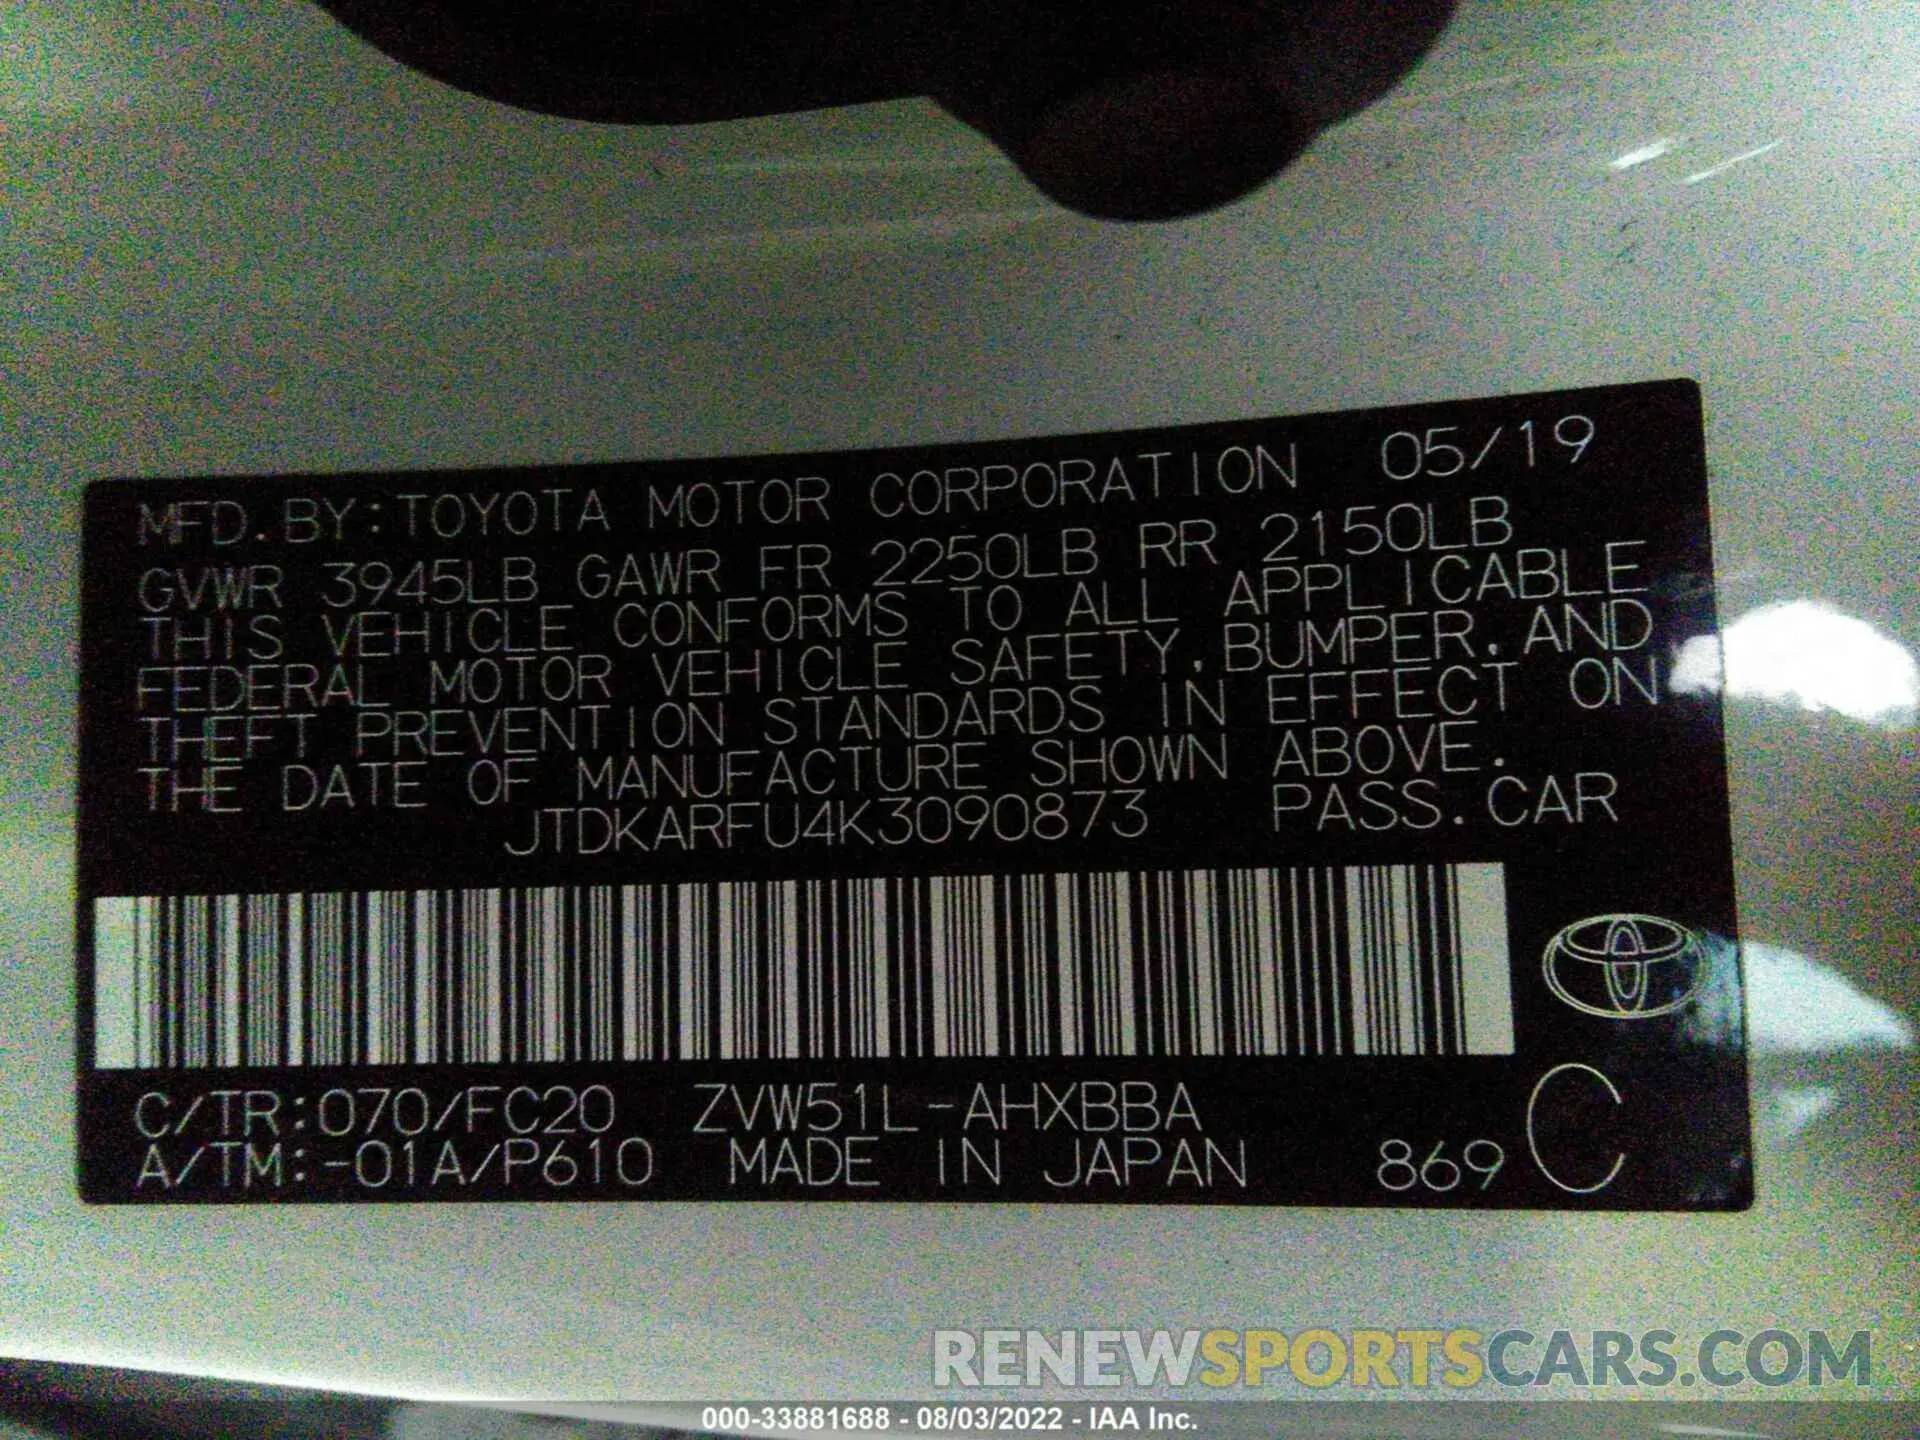 MFD.BY:TOYOTA MOTOR CORPORATION 05/19
GVWR 3945LB GAWR FR 2250LB RR 2150LB
THIS VEHICLE CONFORMS TO ALL APPLICABLE
FEDERAL MOTOR VEHICLE SAFETY, BUMPER, AND
THEFT PREVENTION STANDARDS IN EFFECT ON
THE DATE OF MANUFACTURE SHOWN ABOVE.
JTDKARFU4K3090873 PASS.CAR
C/TR:070/FC20 ZVW51L-AHXBBA
A/TM:-01A/P610 MADE IN JAPAN 869 C
RENEWSPORTSCARS.COM
000-33881688 - 08/03/2022 - IAA Inc.